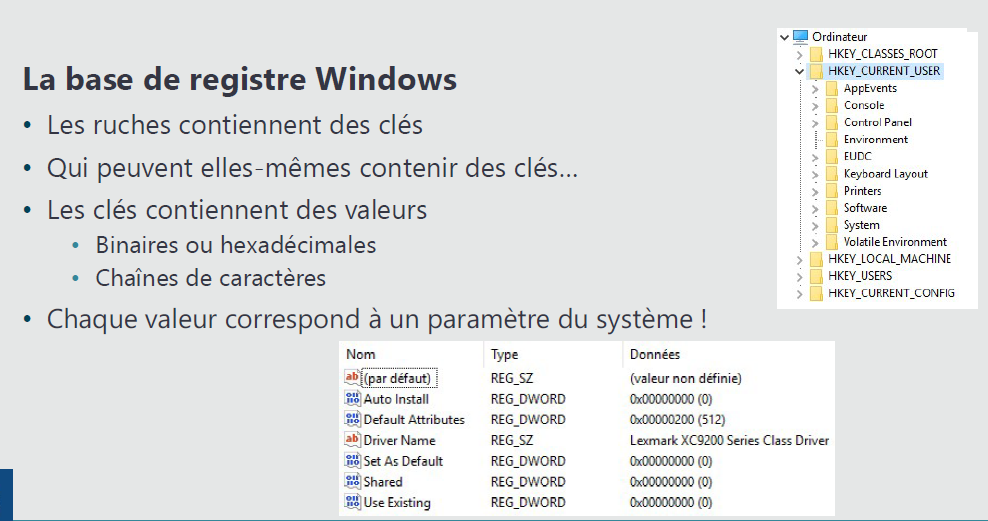 La base de registre Windows
• Les ruches contiennent des clés
• Qui peuvent elles-mêmes contenir des clés…
• Les clés contiennent des valeurs
• Binaires ou hexadécimales
• Chaînes de caractères
• Chaque valeur correspond à un paramètre du système !
Ordinateur
HKEY_CLASSES_ROOT
HKEY_CURRENT_USER
AppEvents
Console
Control Panel
Environment
EUDC
Keyboard Layout
Printers
Software
System
Volatile Environment
HKEY_LOCAL_MACHINE
HKEY_USERS
HKEY_CURRENT_CONFIG
Nom Type Données
(par défaut) REG_SZ (valeur non définie)
Auto Install REG_DWORD 0x00000000 (0)
Default Attributes REG_DWORD 0x00000200 (512)
Driver Name REG_SZ Lexmark XC9200 Series Class Driver
Set As Default REG_DWORD 0x00000000 (0)
Shared REG_DWORD 0x00000000 (0)
Use Existing REG_DWORD 0x00000000 (0)